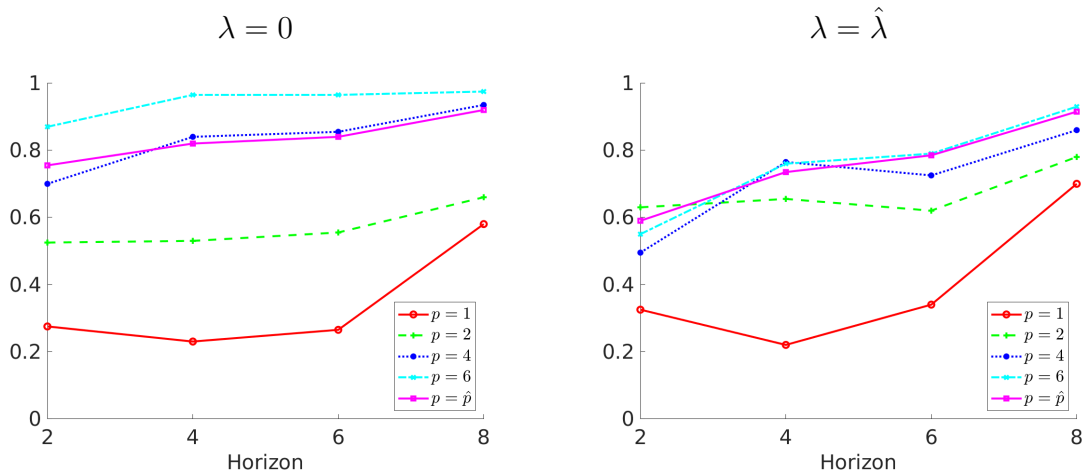 λ = 0
1
0.8
0.6
0.4
0.2
0
2
4
6
8
Horizon
p = 1
p = 2
p = 4
p = 6
p = p̂
λ = λ̂
1
0.8
0.6
0.4
0.2
0
2
4
6
8
Horizon
p = 1
p = 2
p = 4
p = 6
p = p̂